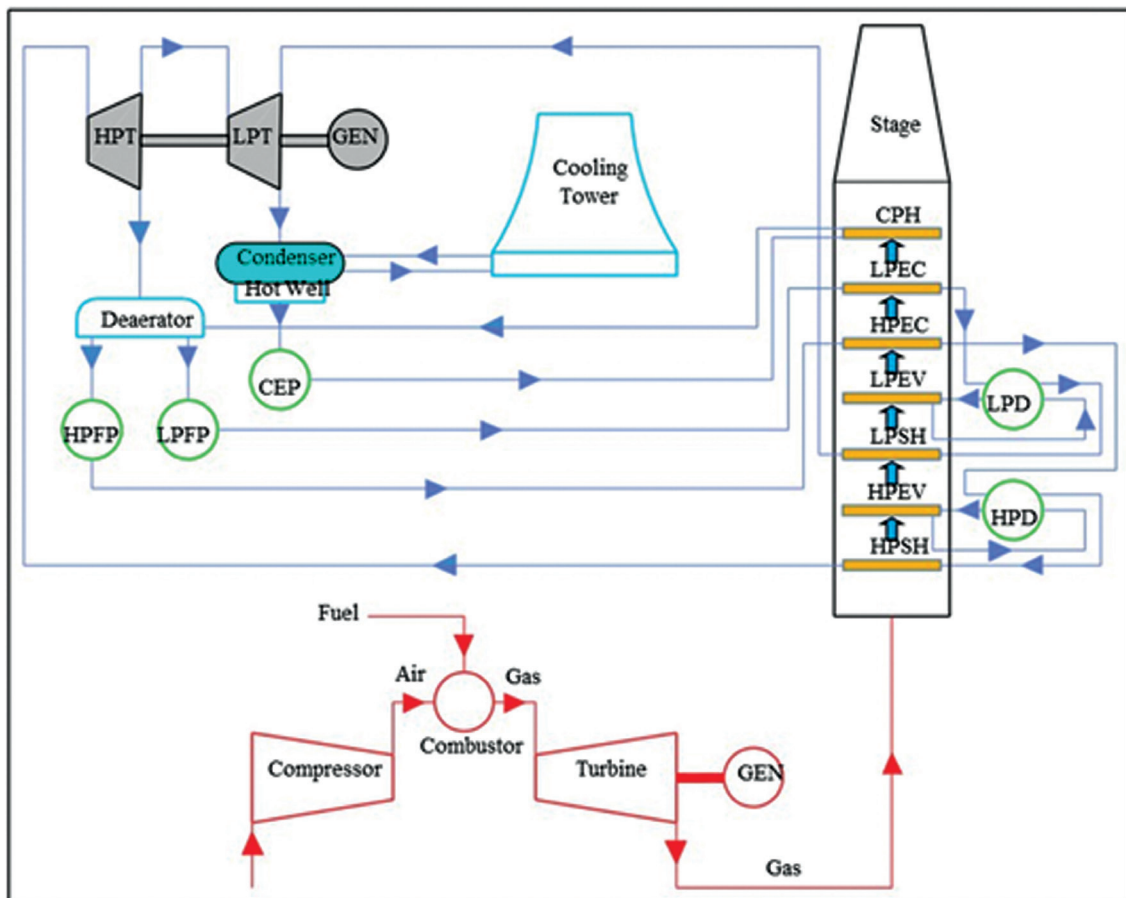 HPT
LPT
GEN
Stage
Cooling
Tower
CPH
Condenser
LPEC
Hot Well
Deaerator
HPEC
CEP
LPEV
LPD
HPFP
LPFP
LPSH
HPEV
HPD
HPSH
Fuel
Air
Gas
Combustor
Compressor
Turbine
GEN
Gas